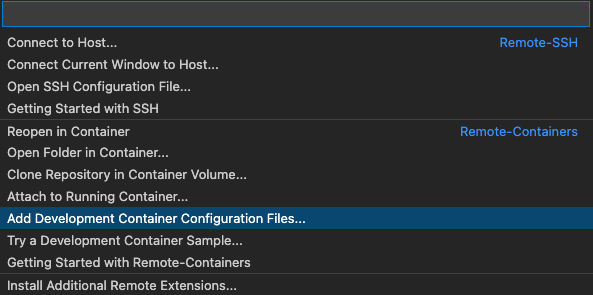 Connect to Host... Remote-SSH
Connect Current Window to Host...
Open SSH Configuration File...
Getting Started with SSH
Reopen in Container Remote-Containers
Open Folder in Container...
Clone Repository in Container Volume...
Attach to Running Container...
Add Development Container Configuration Files...
Try a Development Container Sample...
Getting Started with Remote-Containers
Install Additional Remote Extensions...